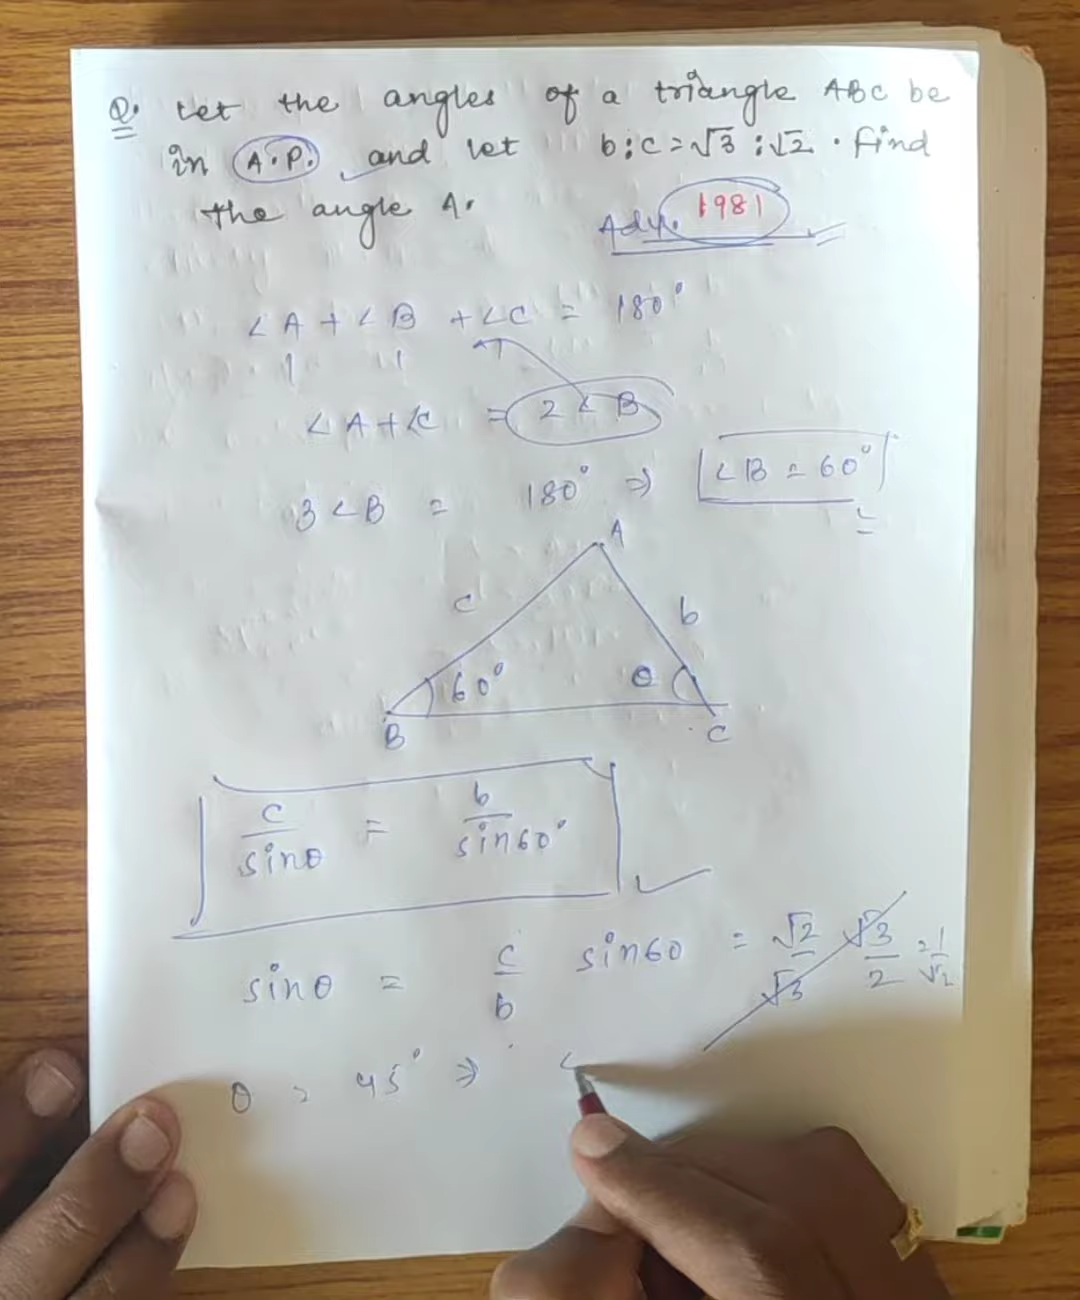 Q. Let the angles of a triangle ABC be
in A.P. and let b:c=√3:√2. Find
the angle A.
Adv. 1981
∠A + ∠B + ∠C = 180°
∠A + ∠C = 2∠B
3∠B = 180° ⇒ ∠B = 60°
A
c b
60° θ
B C
c/sinθ = b/sin60°
sinθ = c/b sin60 = √2/√3 √3/2 = 1/√2
θ = 45° ⇒ ∠